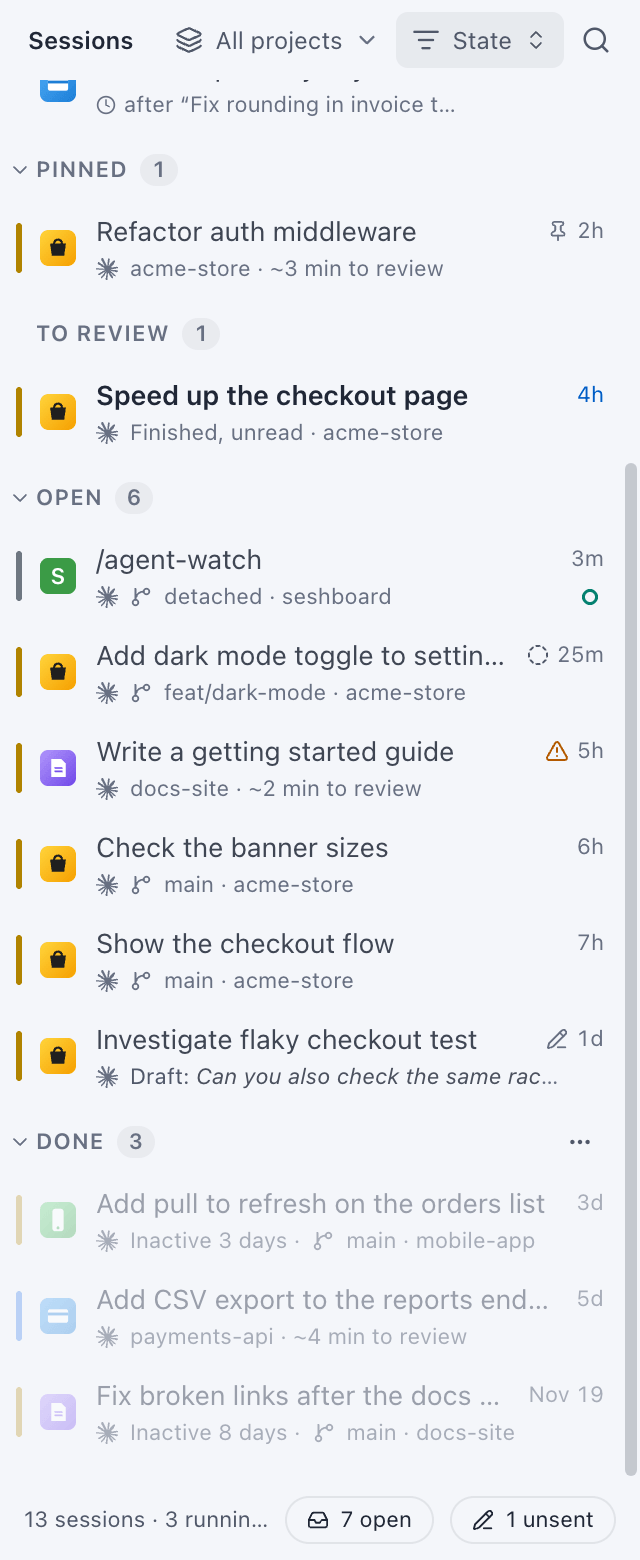 Sessions All projects State
after “Fix rounding in invoice t...
PINNED 1
Refactor auth middleware 2h
acme-store · ~3 min to review
TO REVIEW 1
Speed up the checkout page 4h
Finished, unread · acme-store
OPEN 6
/agent-watch 3m
S
detached · seshboard
Add dark mode toggle to settin... 25m
feat/dark-mode · acme-store
Write a getting started guide 5h
docs-site · ~2 min to review
Check the banner sizes 6h
main · acme-store
Show the checkout flow 7h
main · acme-store
Investigate flaky checkout test 1d
Draft: Can you also check the same rac...
DONE 3 ...
Add pull to refresh on the orders list 3d
Inactive 3 days · main · mobile-app
Add CSV export to the reports end... 5d
payments-api · ~4 min to review
Fix broken links after the docs ... Nov 19
Inactive 8 days · main · docs-site
13 sessions · 3 runnin... 7 open 1 unsent